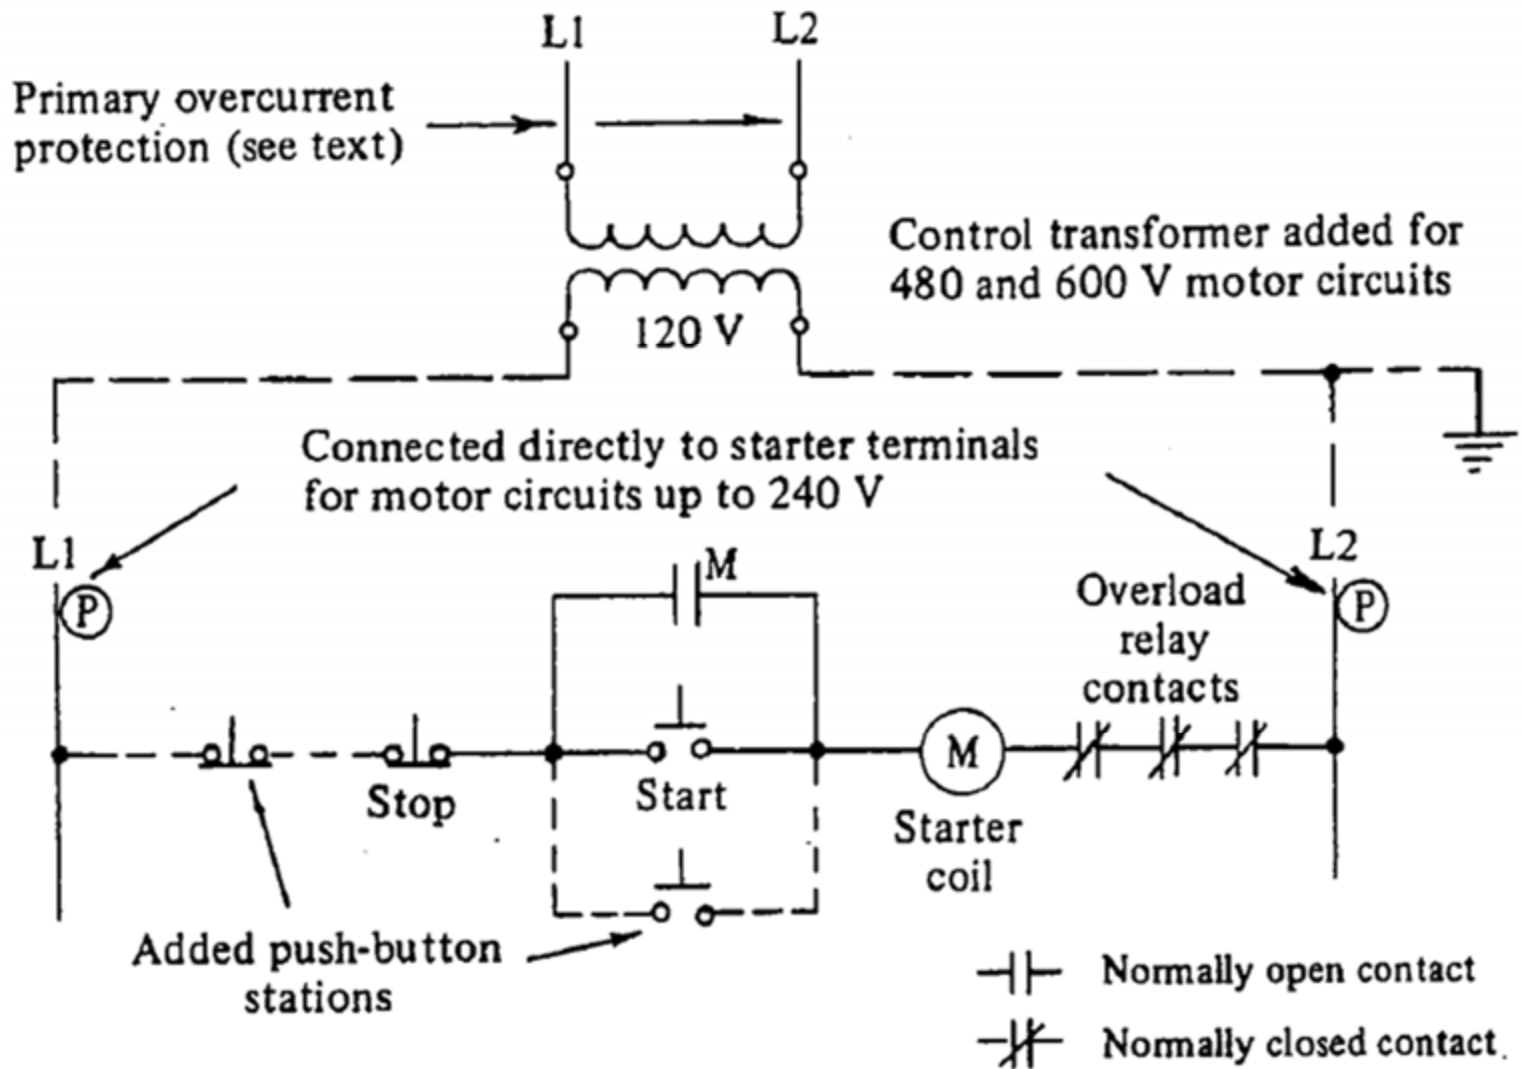 L1
L2
Primary overcurrent
protection (see text)
Control transformer added for
480 and 600 V motor circuits
120 V
Connected directly to starter terminals
for motor circuits up to 240 V
L1
L2
P
P
M
Overload
relay
contacts
Stop
Start
M
Starter
coil
Added push-button
stations
Normally open contact
Normally closed contact.